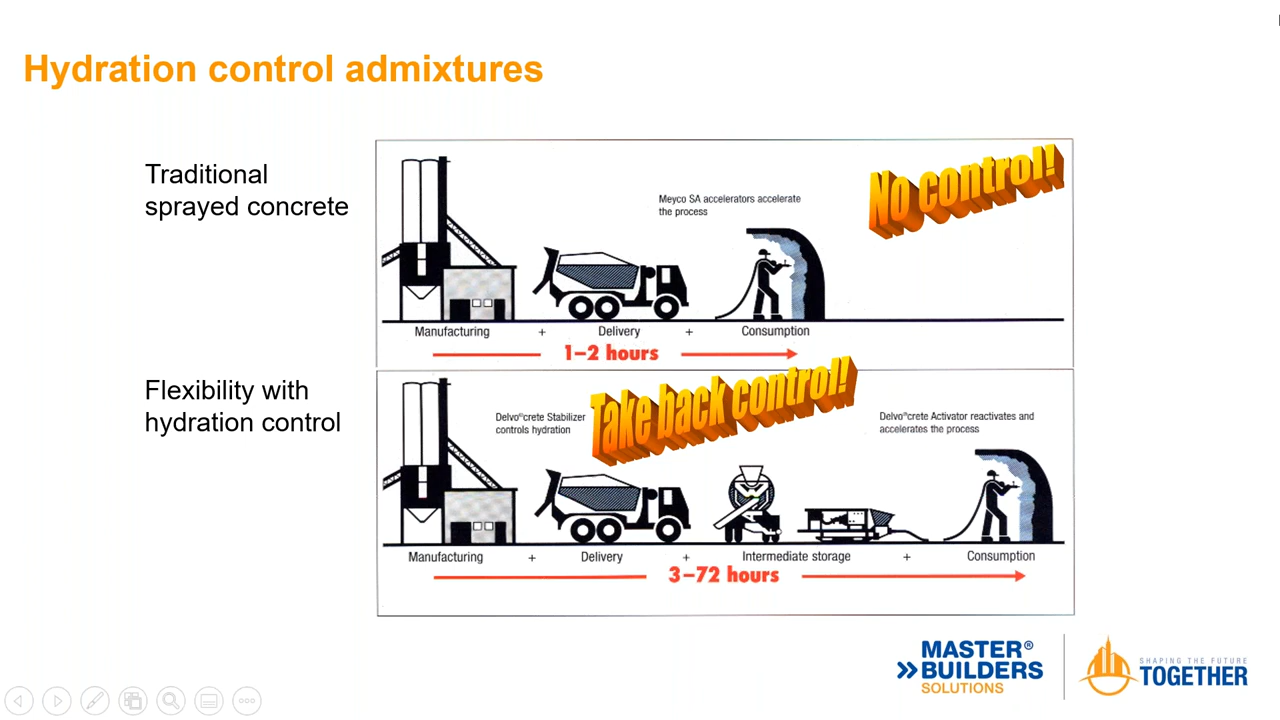 Hydration control admixtures
Traditional
sprayed concrete
Meyco SA accelerators accelerate
the process
No control!
Manufacturing + Delivery + Consumption
1–2 hours
Flexibility with
hydration control
Delvo®crete Stabilizer
controls hydration
Take back control!
Delvo®crete Activator reactivates and
accelerates the process
Manufacturing + Delivery + Intermediate storage + Consumption
3–72 hours
MASTER®
BUILDERS
SOLUTIONS
SHAPING THE FUTURE
TOGETHER